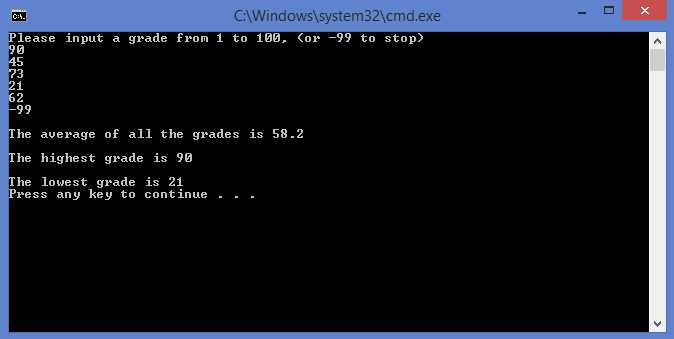 C:\Windows\system32\cmd.exe
Please input a grade from 1 to 100, (or -99 to stop)
90
45
73
21
62
-99
The average of all the grades is 58.2
The highest grade is 90
The lowest grade is 21
Press any key to continue . . .